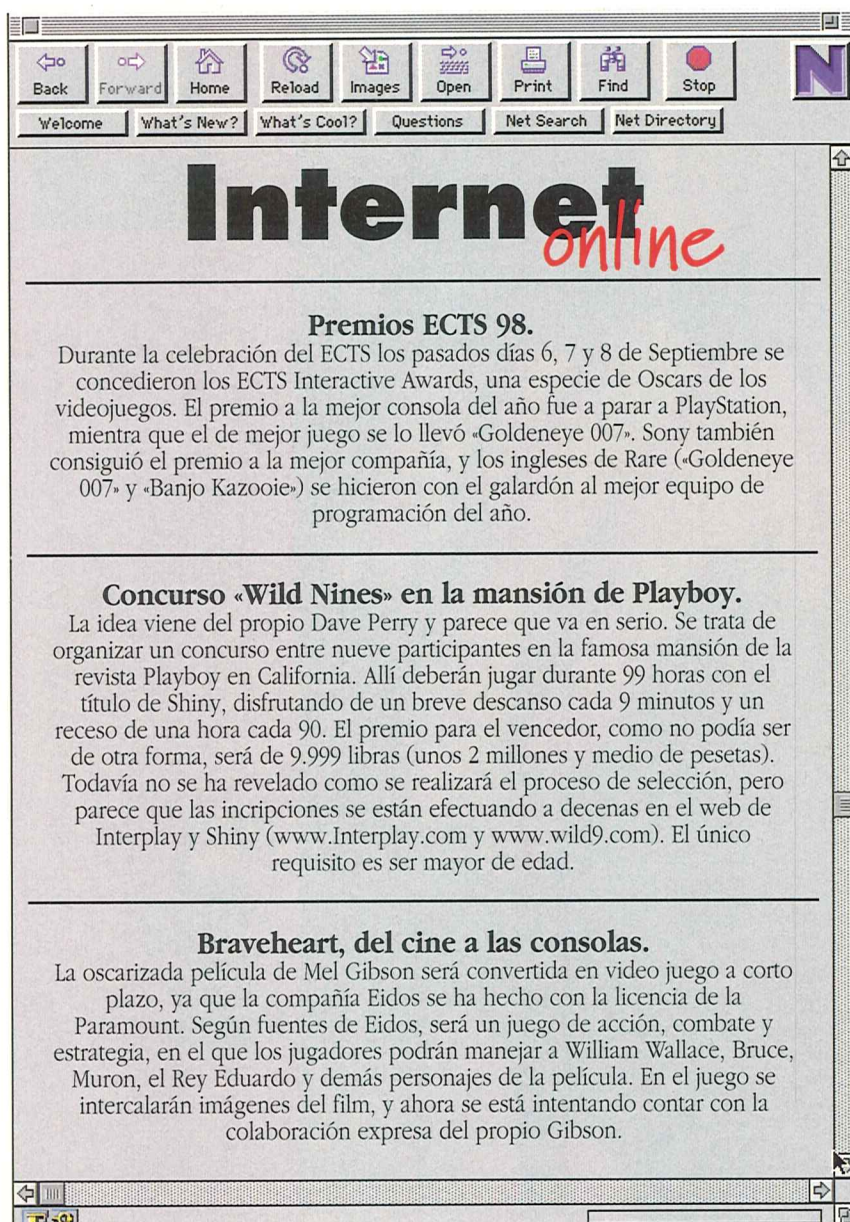 Back Forward Home Reload Images Open Print Find Stop N
Welcome What's New? What's Cool? Questions Net Search Net Directory
Internet
online
Premios ECTS 98.
Durante la celebración del ECTS los pasados días 6, 7 y 8 de Septiembre se
concedieron los ECTS Interactive Awards, una especie de Oscars de los
videojuegos. El premio a la mejor consola del año fue a parar a PlayStation,
mientra que el de mejor juego se lo llevó «Goldeneye 007». Sony también
consiguió el premio a la mejor compañía, y los ingleses de Rare («Goldeneye
007» y «Banjo Kazooie») se hicieron con el galardón al mejor equipo de
programación del año.
Concurso «Wild Nines» en la mansión de Playboy.
La idea viene del propio Dave Perry y parece que va en serio. Se trata de
organizar un concurso entre nueve participantes en la famosa mansión de la
revista Playboy en California. Allí deberán jugar durante 99 horas con el
título de Shiny, disfrutando de un breve descanso cada 9 minutos y un
receso de una hora cada 90. El premio para el vencedor, como no podía ser
de otra forma, será de 9.999 libras (unos 2 millones y medio de pesetas).
Todavía no se ha revelado como se realizará el proceso de selección, pero
parece que las incripciones se están efectuando a decenas en el web de
Interplay y Shiny (www.Interplay.com y www.wild9.com). El único
requisito es ser mayor de edad.
Braveheart, del cine a las consolas.
La oscarizada película de Mel Gibson será convertida en video juego a corto
plazo, ya que la compañía Eidos se ha hecho con la licencia de la
Paramount. Según fuentes de Eidos, será un juego de acción, combate y
estrategia, en el que los jugadores podrán manejar a William Wallace, Bruce,
Muron, el Rey Eduardo y demás personajes de la película. En el juego se
intercalarán imágenes del film, y ahora se está intentando contar con la
colaboración expresa del propio Gibson.